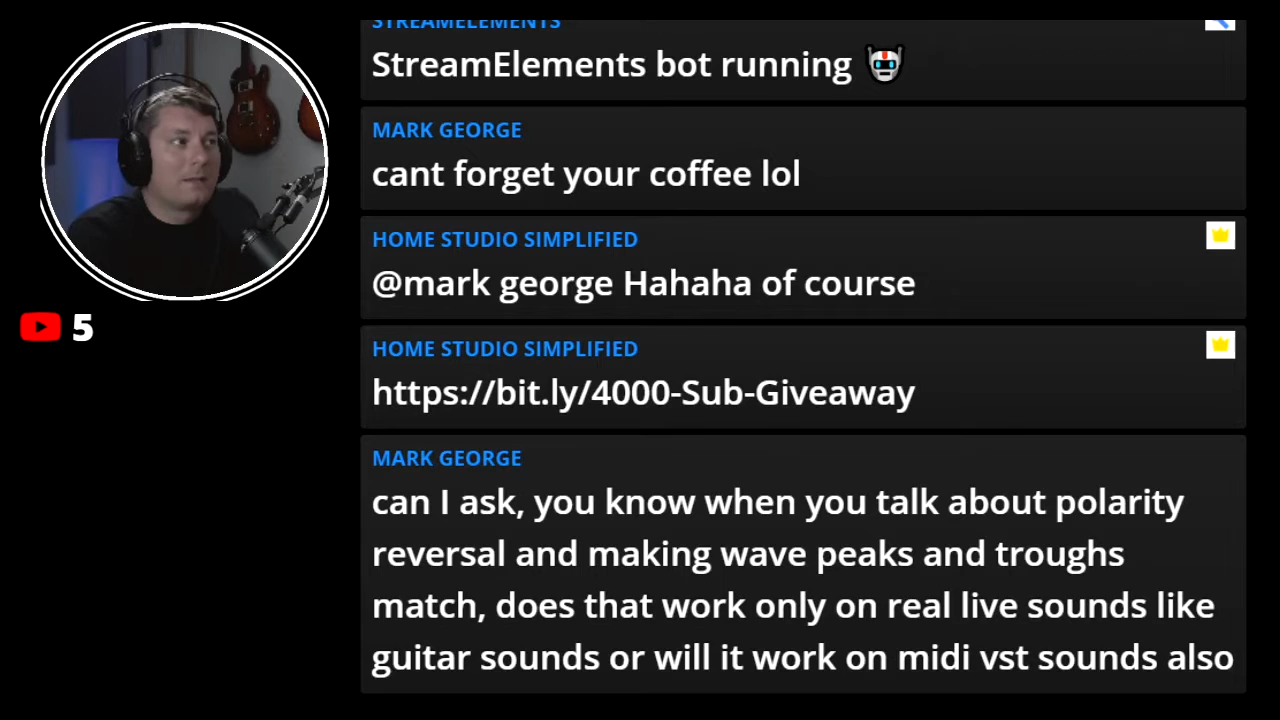 STREAMELEMENTS
StreamElements bot running
MARK GEORGE
cant forget your coffee lol
HOME STUDIO SIMPLIFIED
@mark george Hahaha of course
HOME STUDIO SIMPLIFIED
https://bit.ly/4000-Sub-Giveaway
MARK GEORGE
can I ask, you know when you talk about polarity
reversal and making wave peaks and troughs
match, does that work only on real live sounds like
guitar sounds or will it work on midi vst sounds also
5